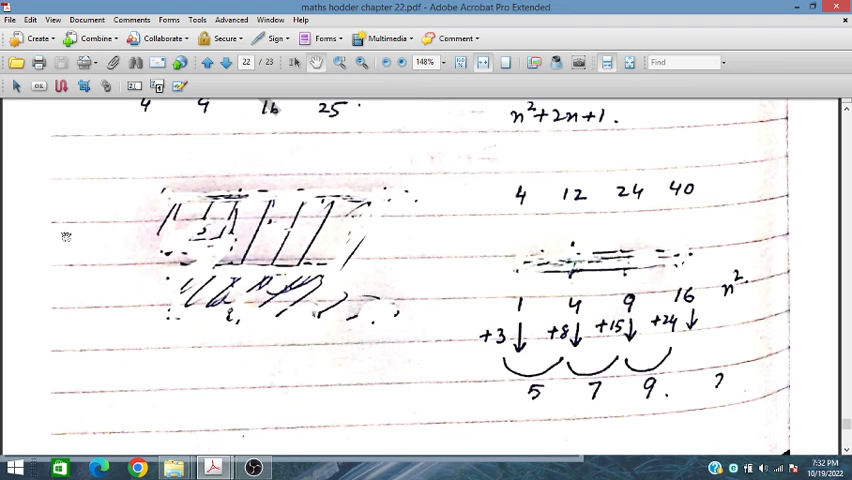 maths hodder chapter 22.pdf - Adobe Acrobat Pro Extended
File Edit View Document Comments Forms Tools Advanced Window Help
Create Combine Collaborate Secure Sign Forms Multimedia Comment
22 / 23 148% Find
4 9 16 25
n²+2n+1.
4 12 24 40
1 4 9 16 n²
+3 +8 +15 +24
5 7 9.
7:32 PM
10/19/2022